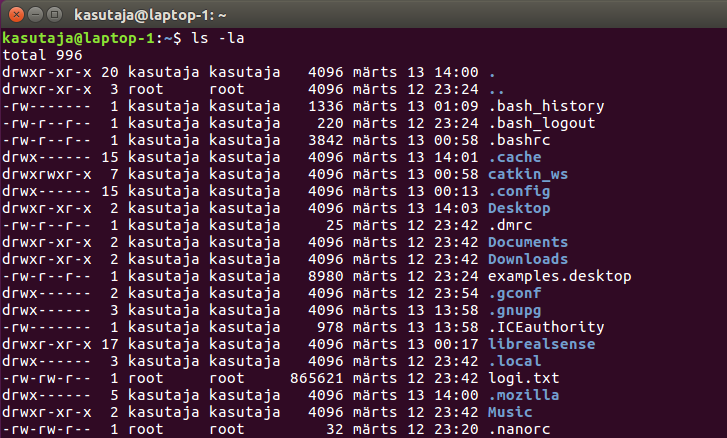 kasutaja@laptop-1: ~
kasutaja@laptop-1:~$ ls -la
total 996
drwxr-xr-x 20 kasutaja kasutaja   4096 märts 13 14:00 .
drwxr-xr-x  3 root     root       4096 märts 12 23:24 ..
-rw-------  1 kasutaja kasutaja   1336 märts 13 01:09 .bash_history
-rw-r--r--  1 kasutaja kasutaja    220 märts 12 23:24 .bash_logout
-rw-r--r--  1 kasutaja kasutaja   3842 märts 13 00:58 .bashrc
drwx------ 15 kasutaja kasutaja   4096 märts 13 14:01 .cache
drwxrwxr-x  7 kasutaja kasutaja   4096 märts 13 00:58 catkin_ws
drwx------ 15 kasutaja kasutaja   4096 märts 13 00:13 .config
drwxr-xr-x  2 kasutaja kasutaja   4096 märts 13 14:03 Desktop
-rw-r--r--  1 kasutaja kasutaja     25 märts 12 23:42 .dmrc
drwxr-xr-x  2 kasutaja kasutaja   4096 märts 12 23:42 Documents
drwxr-xr-x  2 kasutaja kasutaja   4096 märts 12 23:42 Downloads
-rw-r--r--  1 kasutaja kasutaja   8980 märts 12 23:24 examples.desktop
drwx------  2 kasutaja kasutaja   4096 märts 12 23:54 .gconf
drwx------  3 kasutaja kasutaja   4096 märts 13 13:58 .gnupg
-rw-------  1 kasutaja kasutaja    978 märts 13 13:58 .ICEauthority
drwxr-xr-x 17 kasutaja kasutaja   4096 märts 13 00:17 librealsense
drwx------  3 kasutaja kasutaja   4096 märts 12 23:42 .local
-rw-rw-r--  1 root     root     865621 märts 12 23:42 logi.txt
drwx------  5 kasutaja kasutaja   4096 märts 13 14:00 .mozilla
drwxr-xr-x  2 kasutaja kasutaja   4096 märts 12 23:42 Music
-rw-rw-r--  1 root     root         32 märts 12 23:20 .nanorc